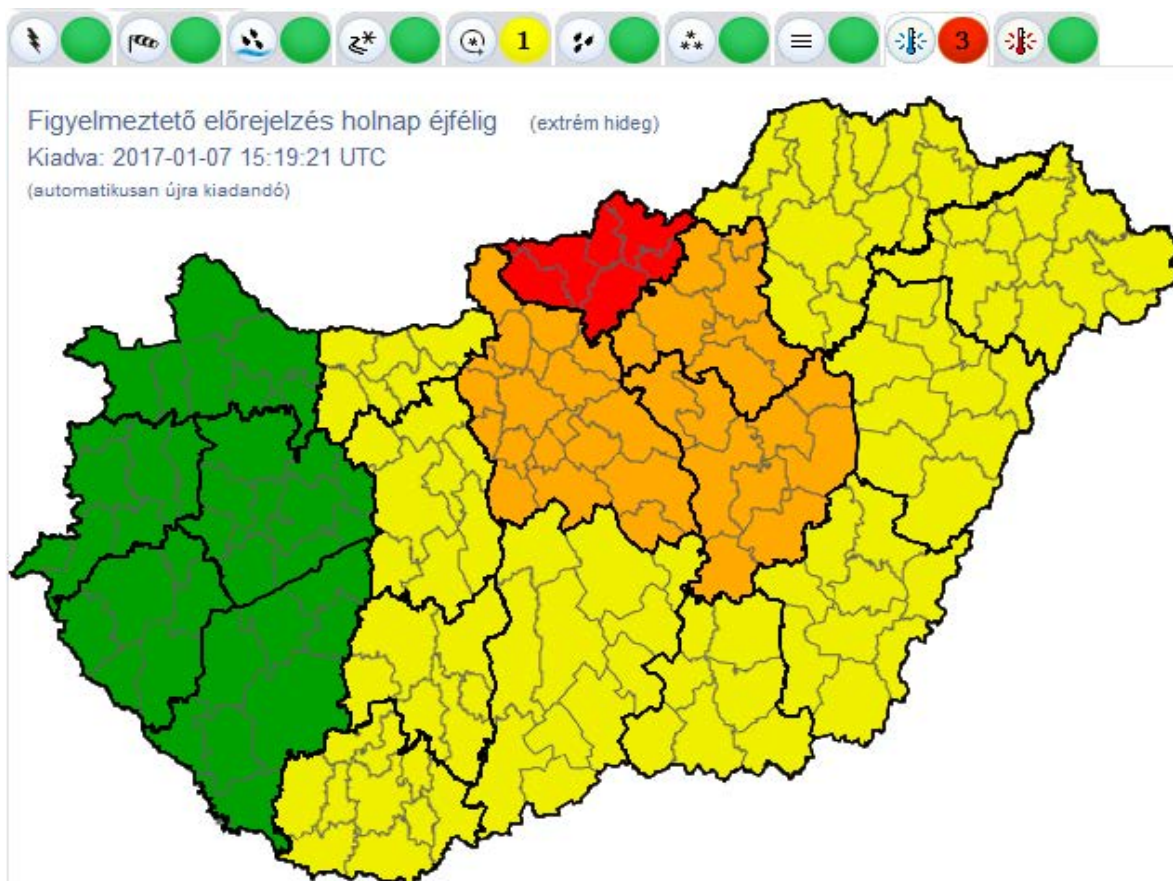 1
3
Figyelmeztető előrejelzés holnap éjfélig (extrém hideg)
Kiadva: 2017-01-07 15:19:21 UTC
(automatikusan újra kiadandó)